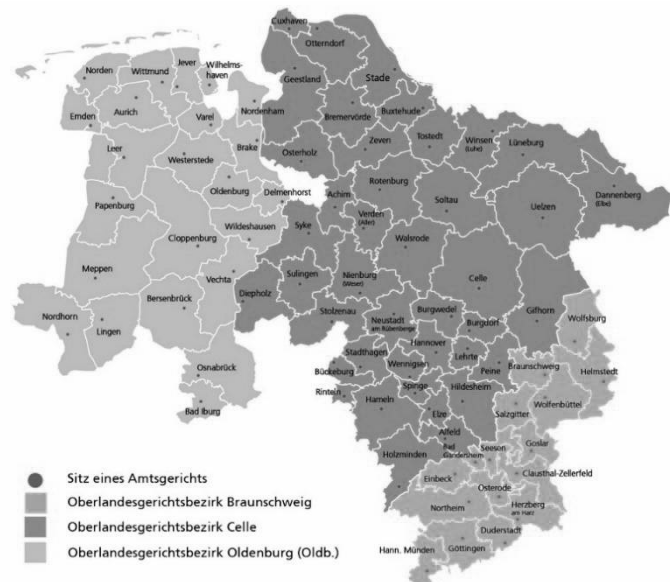 Cuxhaven
Otterndorf
Norden
Wittmund
Jever
Wilhelms-
haven
Geestland
Stade
Emden
Aurich
Varel
Nordenham
Bremervörde
Buxtehude
Leer
Westerstede
Brake
Osterholz
Zeven
Tostedt
Winsen
(Luhe)
Lüneburg
Oldenburg
Delmenhorst
Achim
Rotenburg
Soltau
Uelzen
Dannenberg
(Elbe)
Papenburg
Cloppenburg
Wildeshausen
Syke
Verden
(Aller)
Walsrode
Meppen
Vechta
Sulingen
Nienburg
(Weser)
Celle
Nordhorn
Lingen
Bersenbrück
Diepholz
Stolzenau
Neustadt
am Rübenberge
Burgwedel
Burgdorf
Gifhorn
Wolfsburg
Osnabrück
Bad Iburg
Stadthagen
Hannover
Wennigsen
Lehrte
Peine
Braunschweig
Helmstedt
Bückeburg
Rinteln
Hameln
Springe
Elze
Hildesheim
Salzgitter
Wolfenbüttel
Holzminden
Alfeld
Bad
Gandersheim
Seesen
Goslar
Clausthal-Zellerfeld
Einbeck
Osterode
Northeim
Herzberg
am Harz
Duderstadt
Hann. Münden
Göttingen
Sitz eines Amtsgerichts
Oberlandesgerichtsbezirk Braunschweig
Oberlandesgerichtsbezirk Celle
Oberlandesgerichtsbezirk Oldenburg (Oldb.)